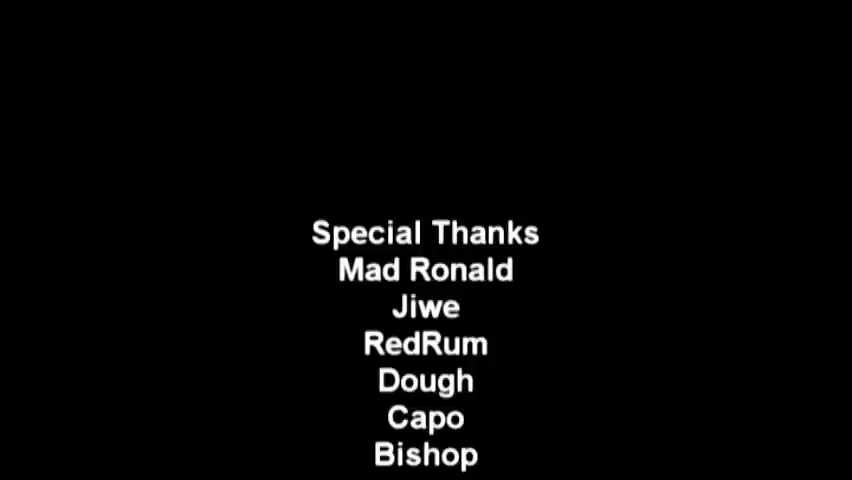 Special Thanks
Mad Ronald
Jiwe
RedRum
Dough
Capo
Bishop